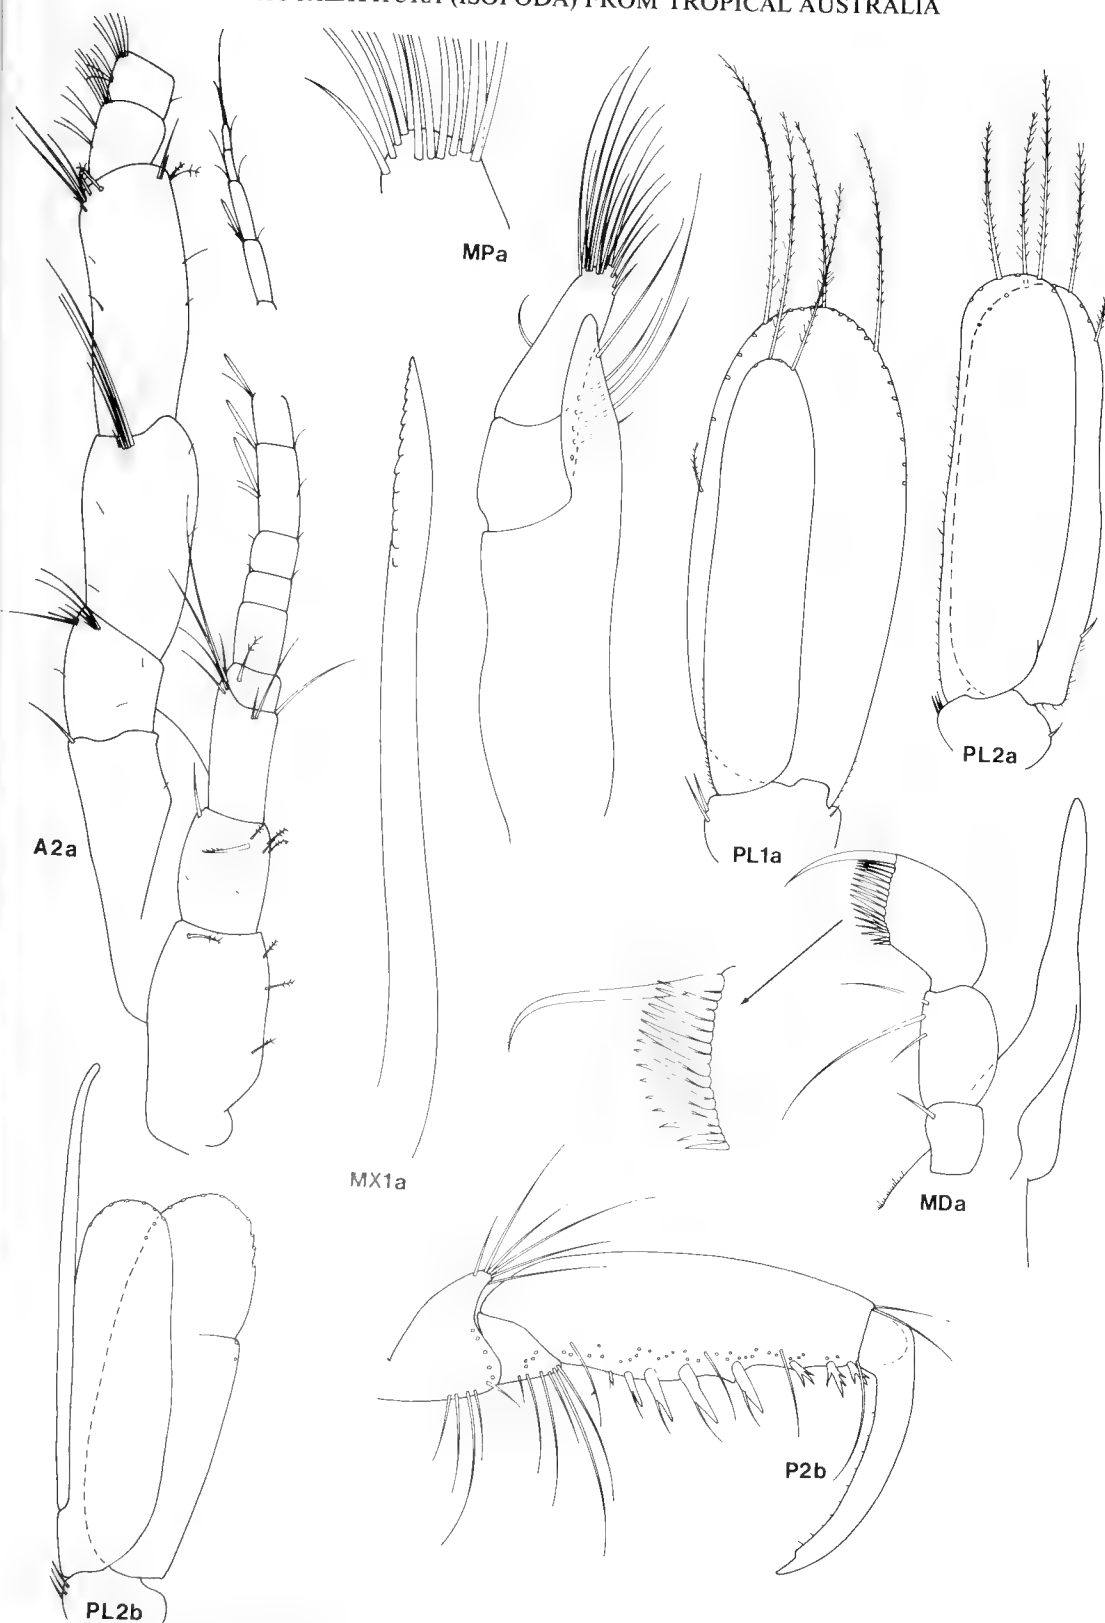 (ISOPODA) FROM TROPICAL AUSTRALIA
MPa
A2a
PL1a
PL2a
MX1a
MDa
P2b
PL2b